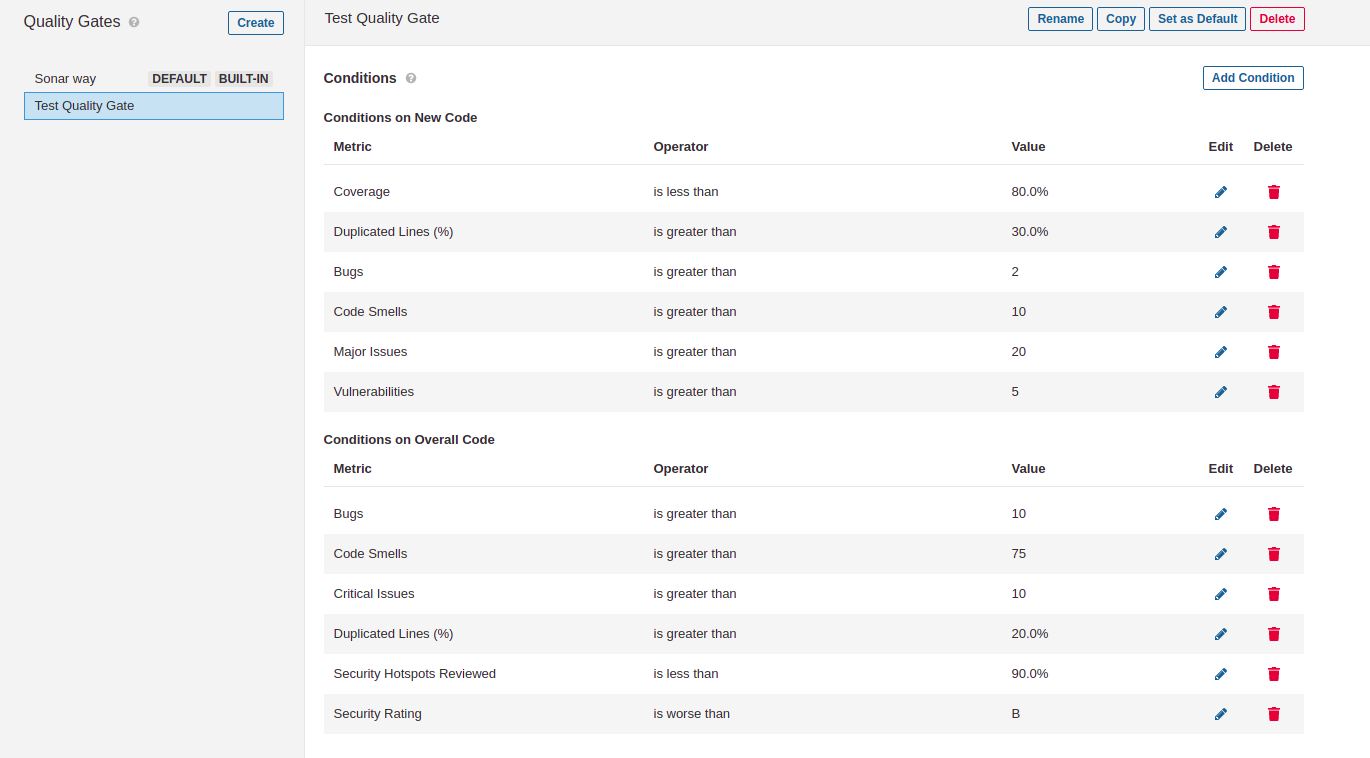 Quality Gates
Create
Sonar way DEFAULT BUILT-IN
Test Quality Gate
Test Quality Gate
Rename Copy Set as Default Delete
Conditions
Add Condition
Conditions on New Code
Metric Operator Value Edit Delete
Coverage is less than 80.0%
Duplicated Lines (%) is greater than 30.0%
Bugs is greater than 2
Code Smells is greater than 10
Major Issues is greater than 20
Vulnerabilities is greater than 5
Conditions on Overall Code
Metric Operator Value Edit Delete
Bugs is greater than 10
Code Smells is greater than 75
Critical Issues is greater than 10
Duplicated Lines (%) is greater than 20.0%
Security Hotspots Reviewed is less than 90.0%
Security Rating is worse than B